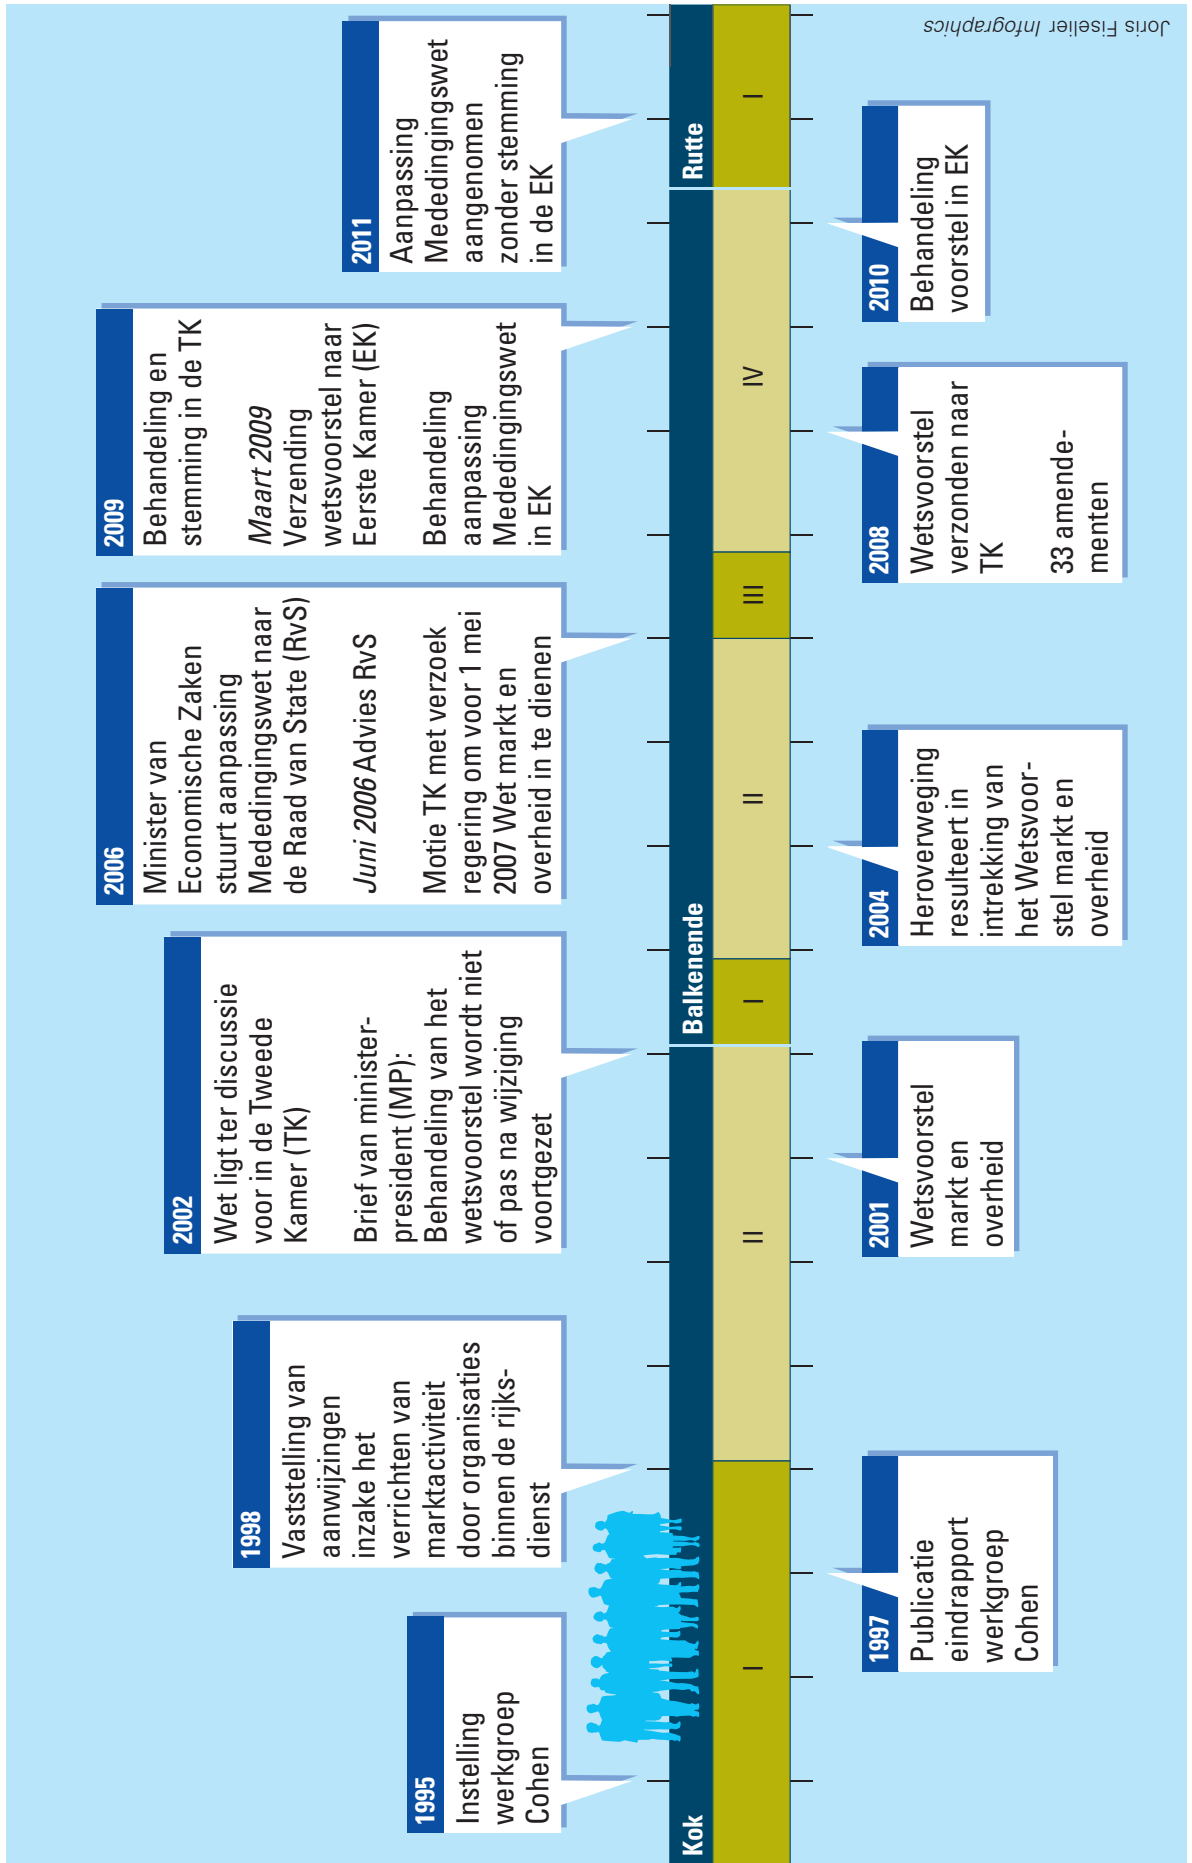 1995
Instelling
werkgroep
Cohen
1998
Vaststelling van
aanwijzingen
inzake het
verrichten van
marktactiviteit
door organisaties
binnen de rijks-
dienst
2002
Wet ligt ter discussie
voor in de Tweede
Kamer (TK)
Brief van minister-
president (MP):
Behandeling van het
wetsvoorstel wordt niet
of pas na wijziging
voortgezet
2006
Minister van
Economische Zaken
stuurt aanpassing
Mededingingswet naar
de Raad van State (RvS)
Juni 2006 Advies RvS
Motie TK met verzoek
regering om voor 1 mei
2007 Wet markt en
overheid in te dienen
2009
Behandeling en
stemming in de TK
Maart 2009
Verzending
wetsvoorstel naar
Eerste Kamer (EK)
Behandeling
aanpassing
Mededingingswet
in EK
2011
Aanpassing
Mededingingswet
aangenomen
zonder stemming
in de EK
Kok
Balkenende
Rutte
I
II
I
II
III
IV
I
1997
Publicatie
eindrapport
werkgroep
Cohen
2001
Wetsvoorstel
markt en
overheid
2004
Heroverweging
resulteert in
intrekking van
het Wetsvoor-
stel markt en
overheid
2008
Wetsvoorstel
verzonden naar
TK
33 amende-
menten
2010
Behandeling
voorstel in EK
Joris Fiselier Infographics